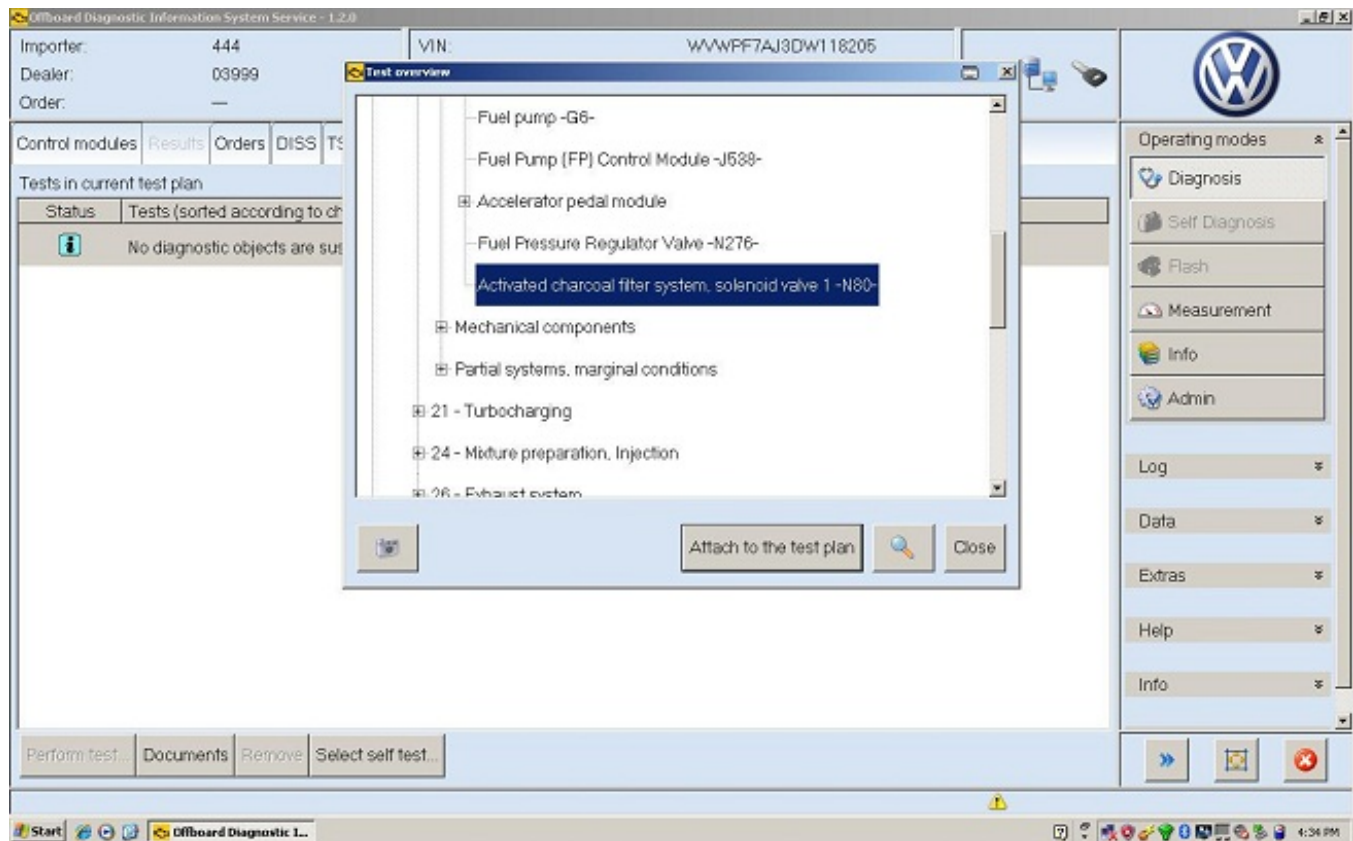 Offboard Diagnostic Information System Service - 1.2.0
Importer: 444
Dealer: 03999
Order: —
VIN: WVWPF7AJ3DW118205
Control modules Results Orders DISS TS
Tests in current test plan
Status Tests (sorted according to ch
No diagnostic objects are sus
Test overview
Fuel pump -G6-
Fuel Pump (FP) Control Module -J538-
Accelerator pedal module
Fuel Pressure Regulator Valve -N276-
Activated charcoal filter system, solenoid valve 1 -N80-
Mechanical components
Partial systems, marginal conditions
21 - Turbocharging
24 - Mixture preparation, Injection
26 - Exhaust system
Attach to the test plan Close
Operating modes
Diagnosis
Self Diagnosis
Flash
Measurement
Info
Admin
Log
Data
Extras
Help
Info
Perform test... Documents Remove Select self test...
Start Offboard Diagnostic I... 4:34 PM